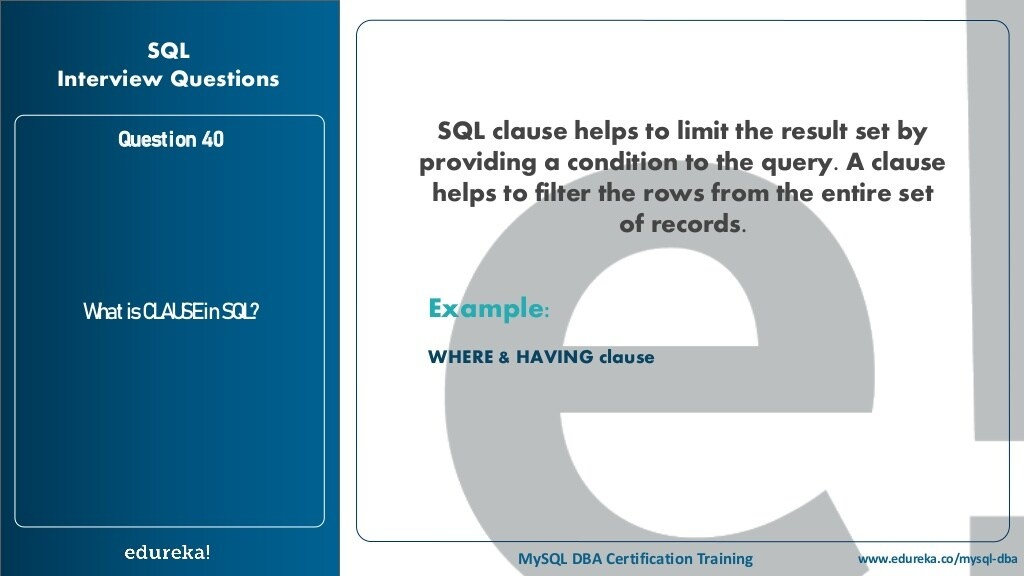 SQL
Interview Questions
Question 40
What is CLAUSE in SQL?
edureka!
SQL clause helps to limit the result set by
providing a condition to the query. A clause
helps to filter the rows from the entire set
of records.
Example:
WHERE & HAVING clause
MySQL DBA Certification Training
www.edureka.co/mysql-dba